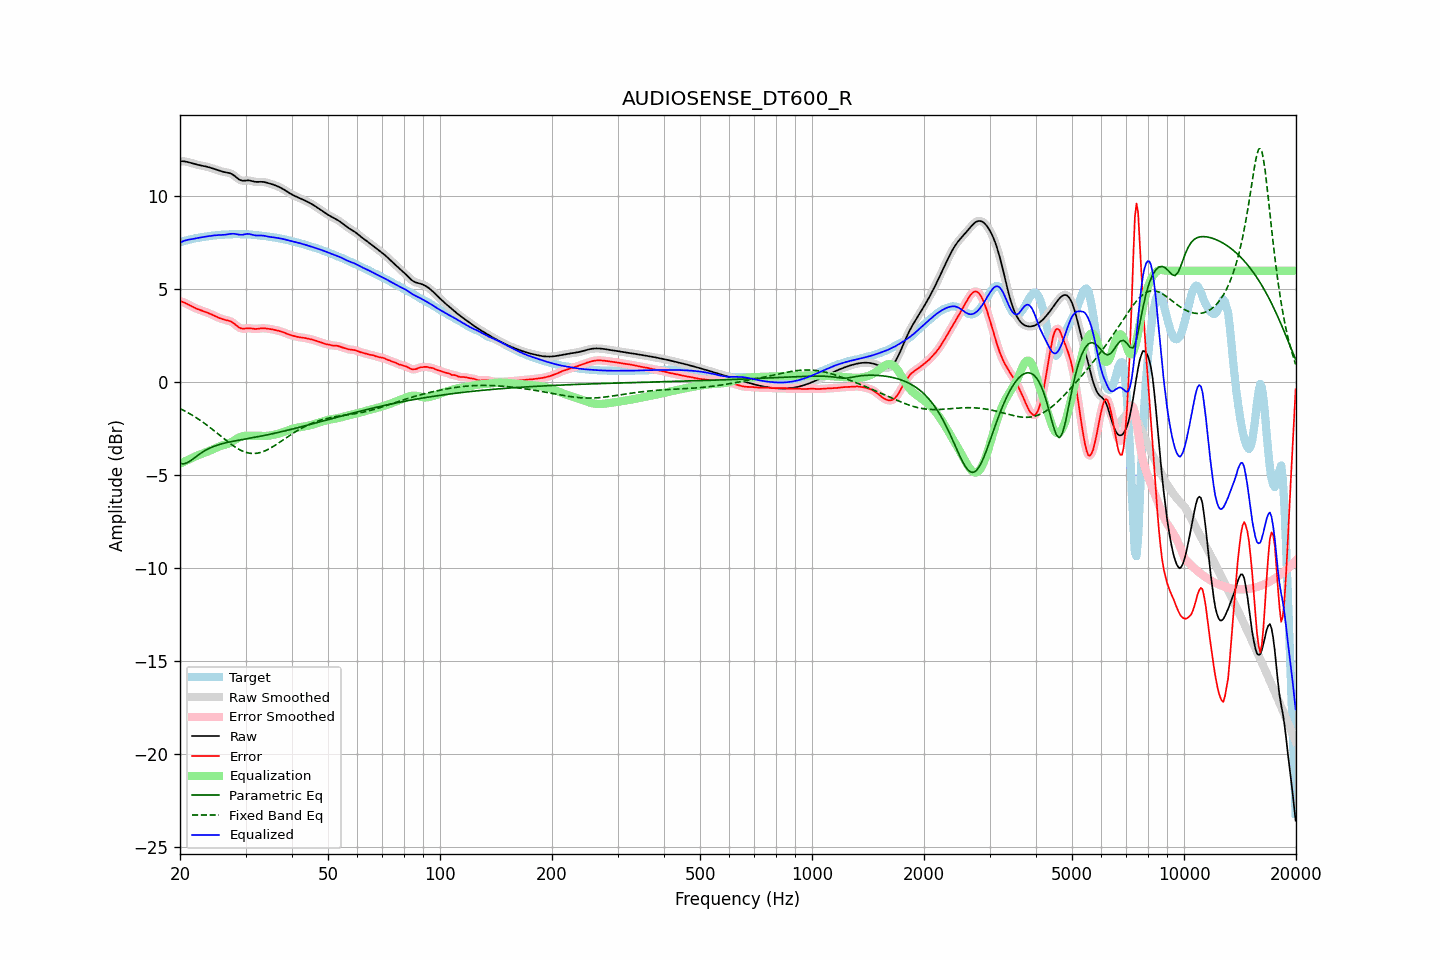 AUDIOSENSE_DT600_R
Amplitude (dBr)
10
5
0
−5
−10
−15
−20
−25
Target
Raw Smoothed
Error Smoothed
Raw
Error
Equalization
Parametric Eq
Fixed Band Eq
Equalized
20 50 100 200 500 1000 2000 5000 10000 20000
Frequency (Hz)